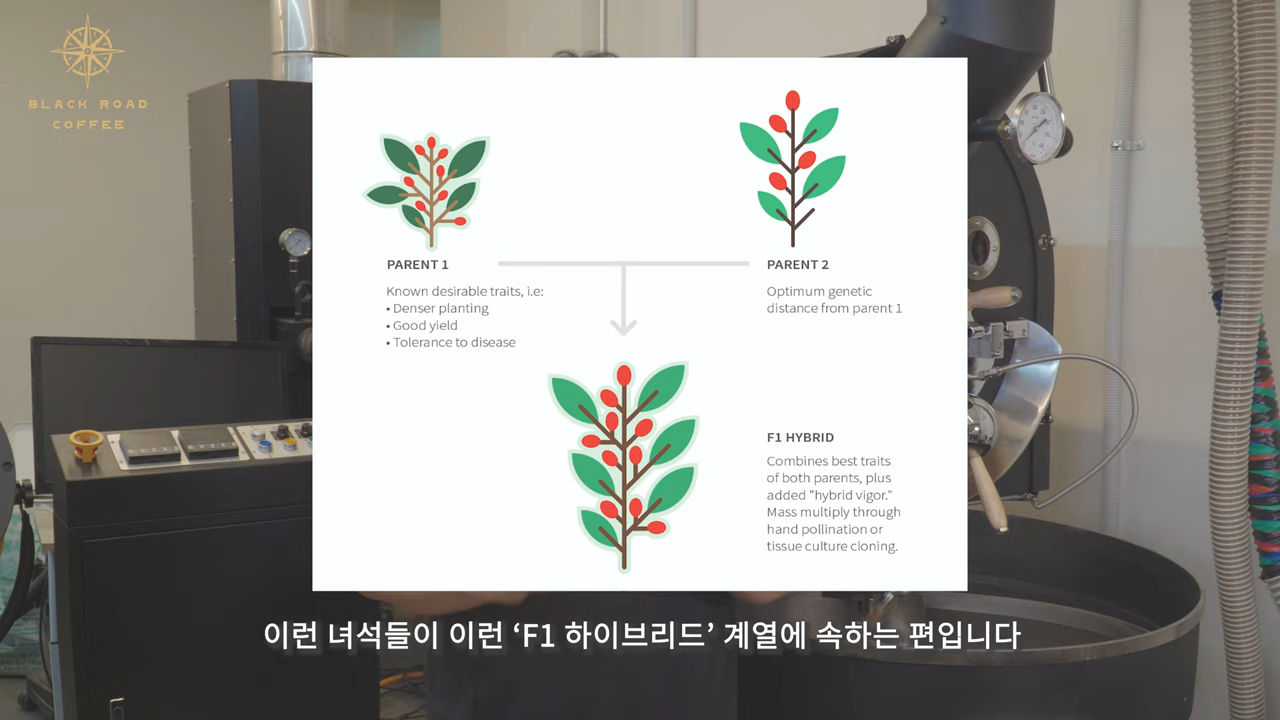 BLACK ROAD
COFFEE
PARENT 1
Known desirable traits, i.e:
• Denser planting
• Good yield
• Tolerance to disease
PARENT 2
Optimum genetic
distance from parent 1
F1 HYBRID
Combines best traits
of both parents, plus
added "hybrid vigor."
Mass multiply through
hand pollination or
tissue culture cloning.
이런 녀석들이 이런 ‘F1 하이브리드’ 계열에 속하는 편입니다